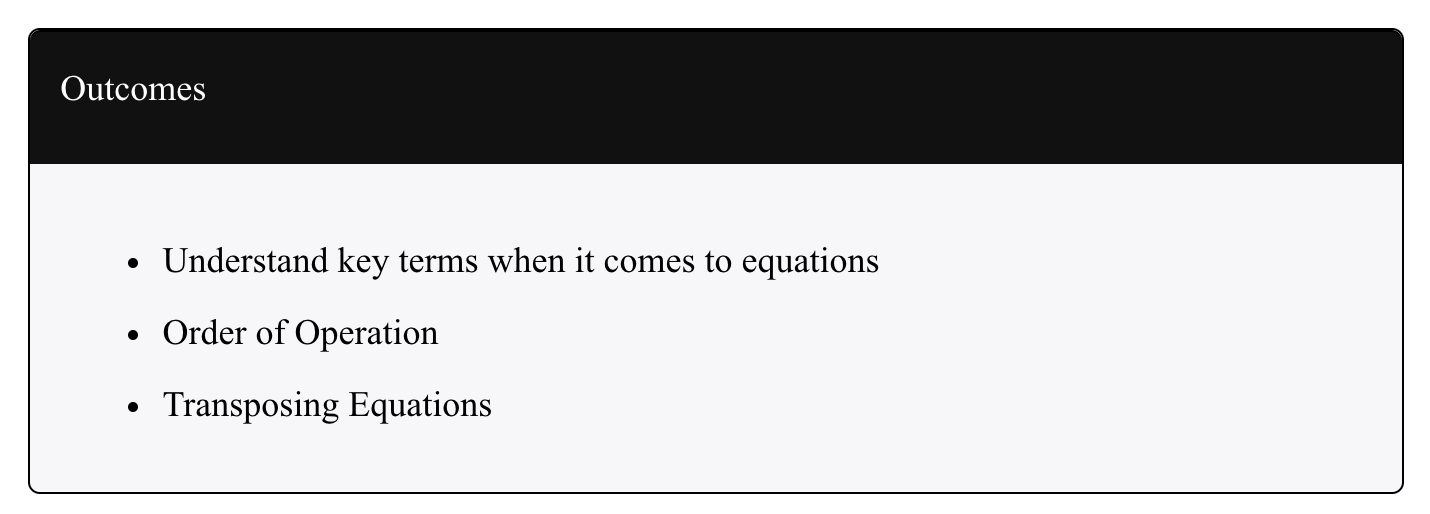 Outcomes
• Understand key terms when it comes to equations
• Order of Operation
• Transposing Equations